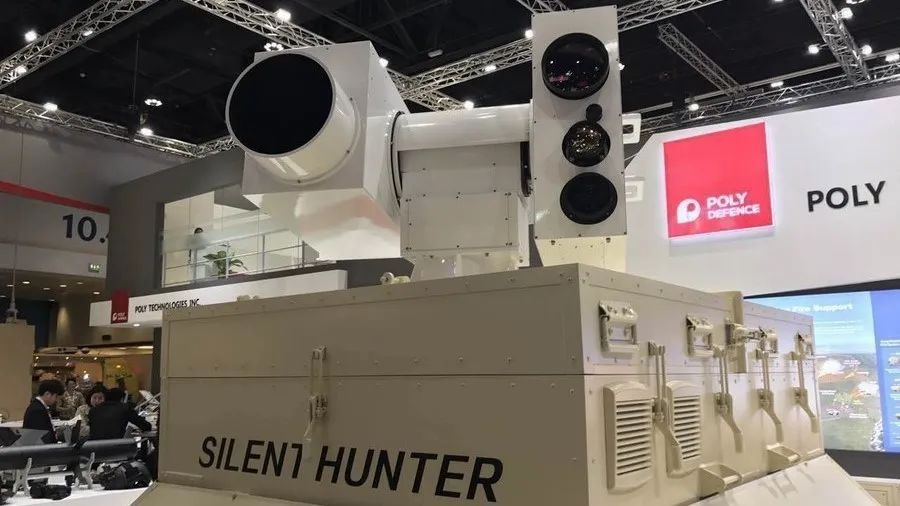 10.
POLY TECHNOLOGIES INC.
POLY
DEFENCE
POLY
SILENT HUNTER
Fire Support